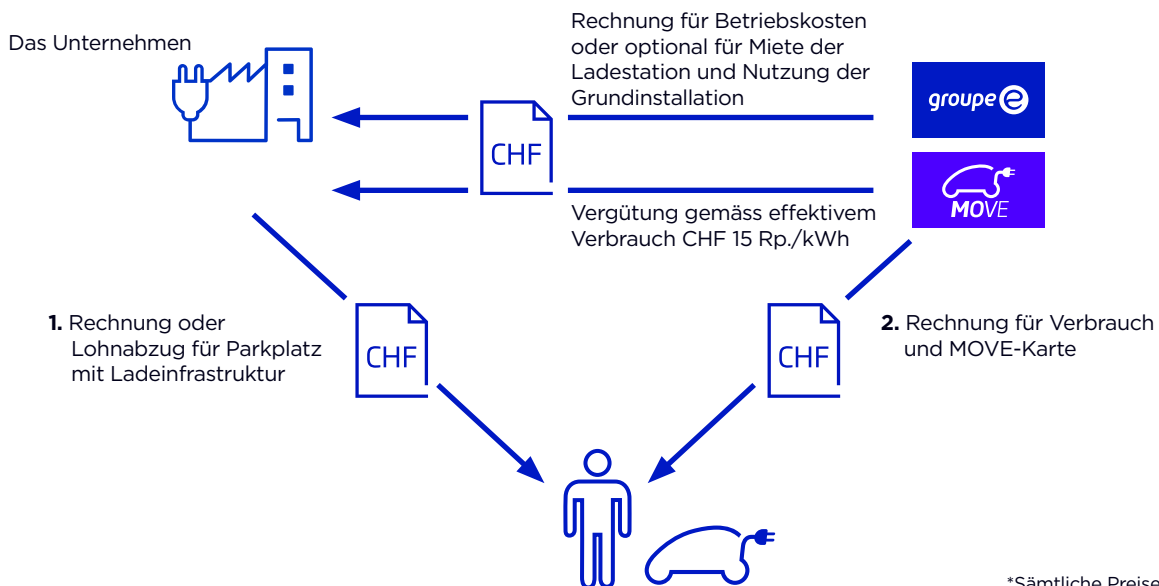 Das Unternehmen
Rechnung für Betriebskosten
oder optional für Miete der
Ladestation und Nutzung der
Grundinstallation
groupe e
CHF
MOVE
Vergütung gemäss effektivem
Verbrauch CHF 15 Rp./kWh
1. Rechnung oder
Lohnabzug für Parkplatz
mit Ladeinfrastruktur
CHF
CHF
2. Rechnung für Verbrauch
und MOVE-Karte
*Sämtliche Preise